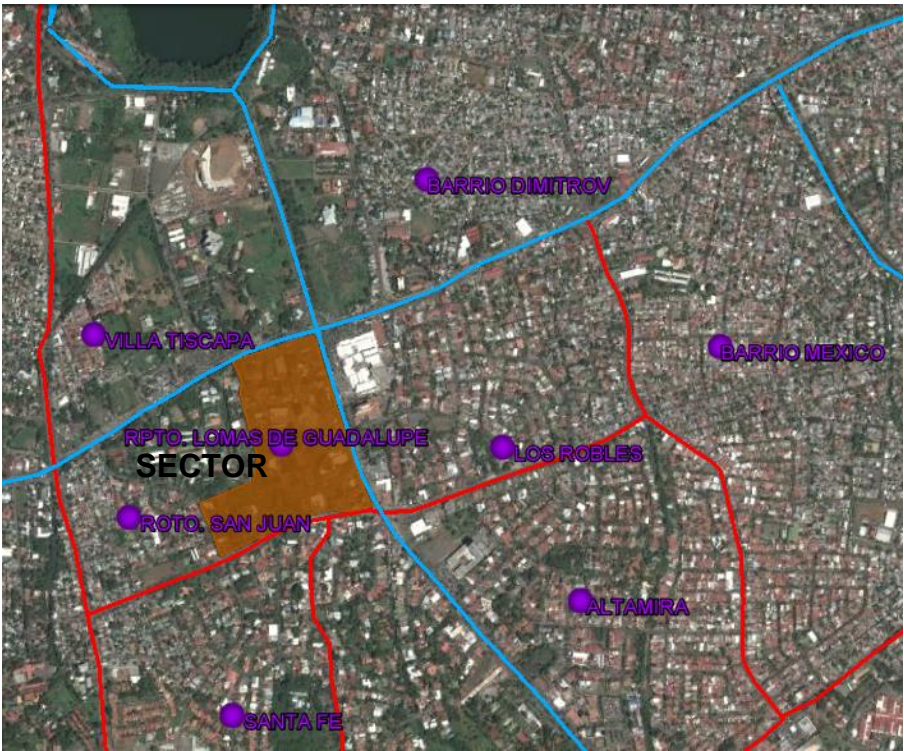 BARRIO DIMITROV
VILLA TISCAPA
BARRIO MEXICO
RPTO. LOMAS DE GUADALUPE
SECTOR
LOS ROBLES
ROTO. SAN JUAN
ALTAMIRA
SANTA FE